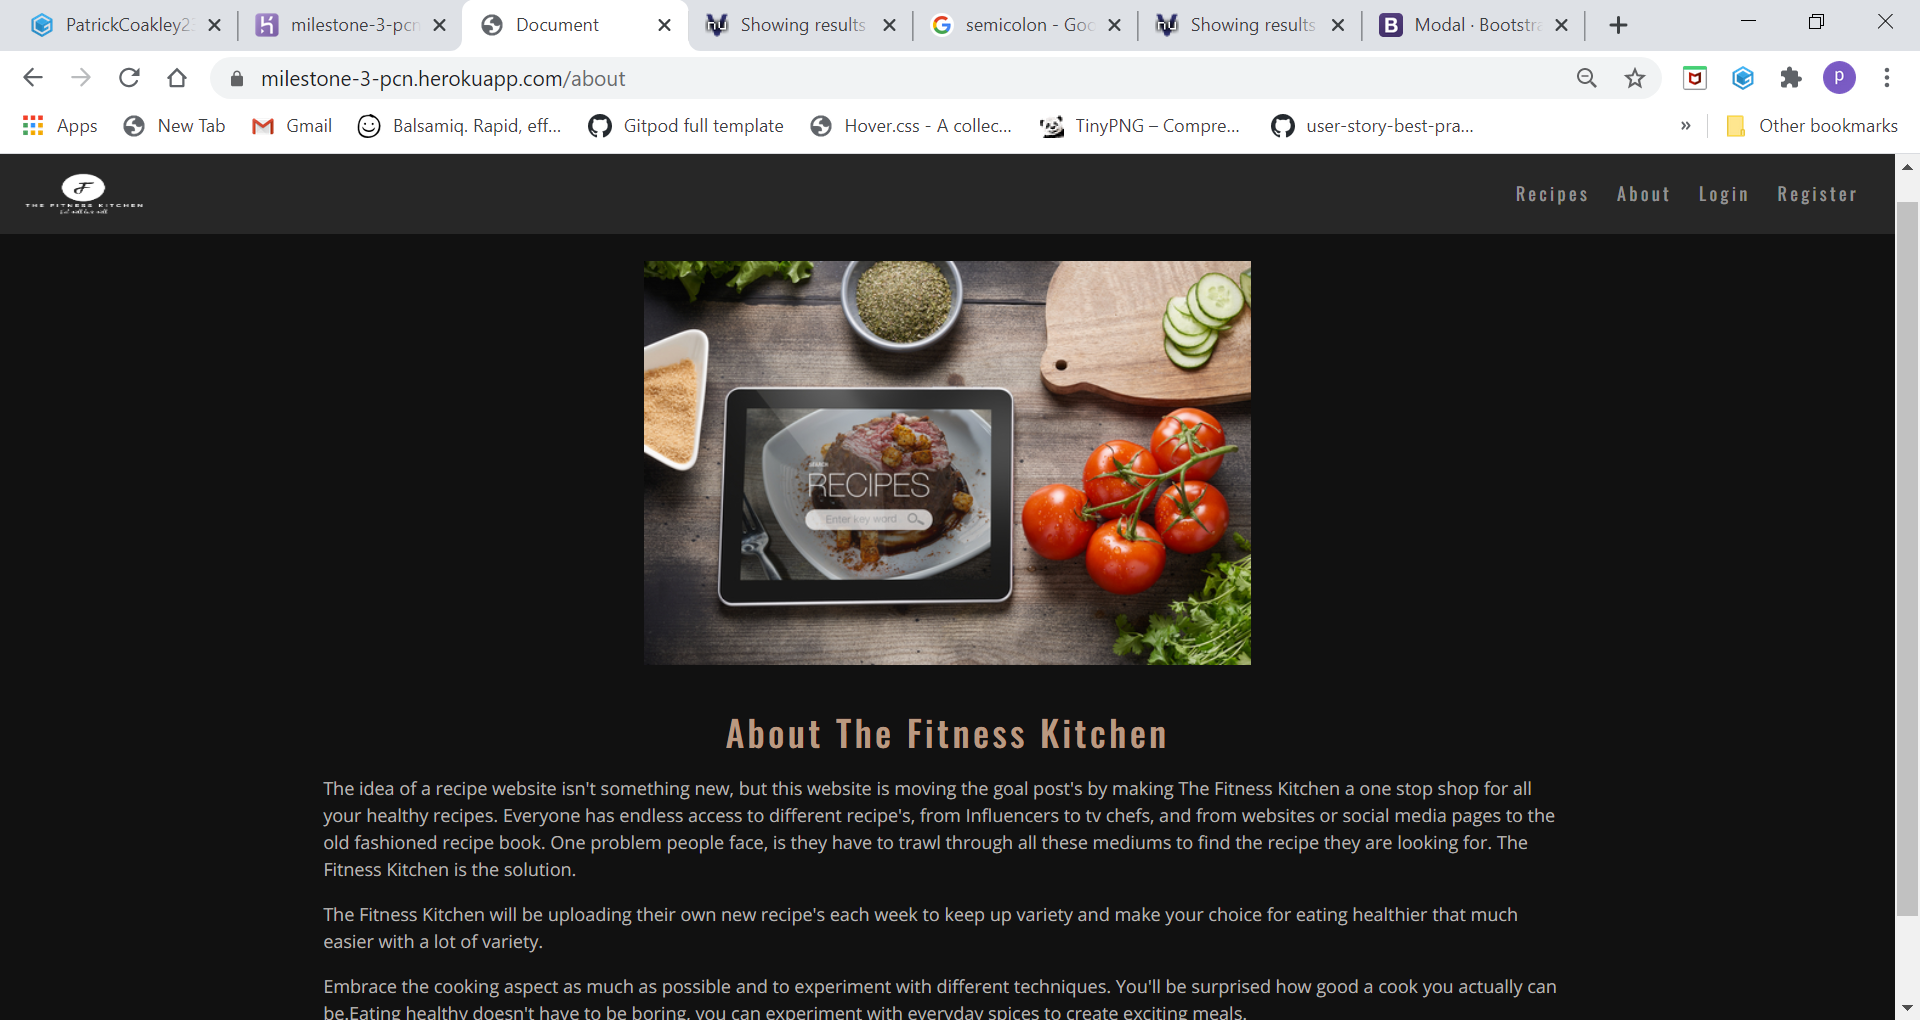 PatrickCoakley2
milestone-3-pcn
Document
Showing results
semicolon - Goo
Showing results
Modal · Bootstra
milestone-3-pcn.herokuapp.com/about
p
Apps
New Tab
Gmail
Balsamiq. Rapid, eff...
Gitpod full template
Hover.css - A collec...
TinyPNG – Compre...
user-story-best-pra...
»
Other bookmarks
THE FITNESS KITCHEN
Recipes
About
Login
Register
SEARCH
RECIPES
Enter key word
About The Fitness Kitchen
The idea of a recipe website isn't something new, but this website is moving the goal post's by making The Fitness Kitchen a one stop shop for all
your healthy recipes. Everyone has endless access to different recipe's, from Influencers to tv chefs, and from websites or social media pages to the
old fashioned recipe book. One problem people face, is they have to trawl through all these mediums to find the recipe they are looking for. The
Fitness Kitchen is the solution.
The Fitness Kitchen will be uploading their own new recipe's each week to keep up variety and make your choice for eating healthier that much
easier with a lot of variety.
Embrace the cooking aspect as much as possible and to experiment with different techniques. You'll be surprised how good a cook you actually can
be.Eating healthy doesn't have to be boring, you can experiment with everyday spices to create exciting meals.